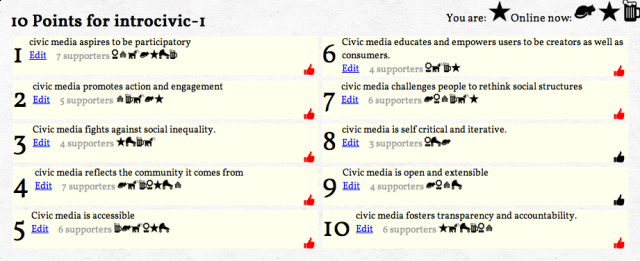 10 Points for introcivic-1
You are:
Online now:
1 civic media aspires to be participatory
Edit 7 supporters
2 civic media promotes action and engagement
Edit 5 supporters
3 Civic media fights against social inequality.
Edit 4 supporters
4 civic media reflects the community it comes from
Edit 7 supporters
5 Civic media is accessible
Edit 6 supporters
6 Civic media educates and empowers users to be creators as well as
consumers.
Edit 4 supporters
7 civic media challenges people to rethink social structures
Edit 6 supporters
8 civic media is self critical and iterative.
Edit 3 supporters
9 Civic media is open and extensible
Edit 4 supporters
10 civic media fosters transparency and accountability.
Edit 6 supporters